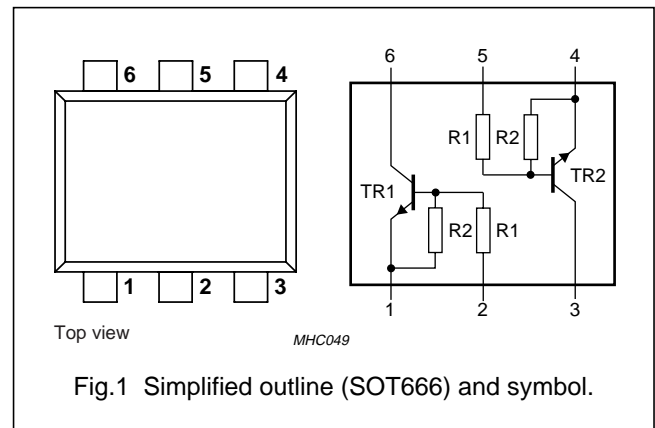 6 5 4
1 2 3
Top view
6 5 4
R1 R2
TR1 TR2
R2 R1
1 2 3
MHC049
Fig.1 Simplified outline (SOT666) and symbol.